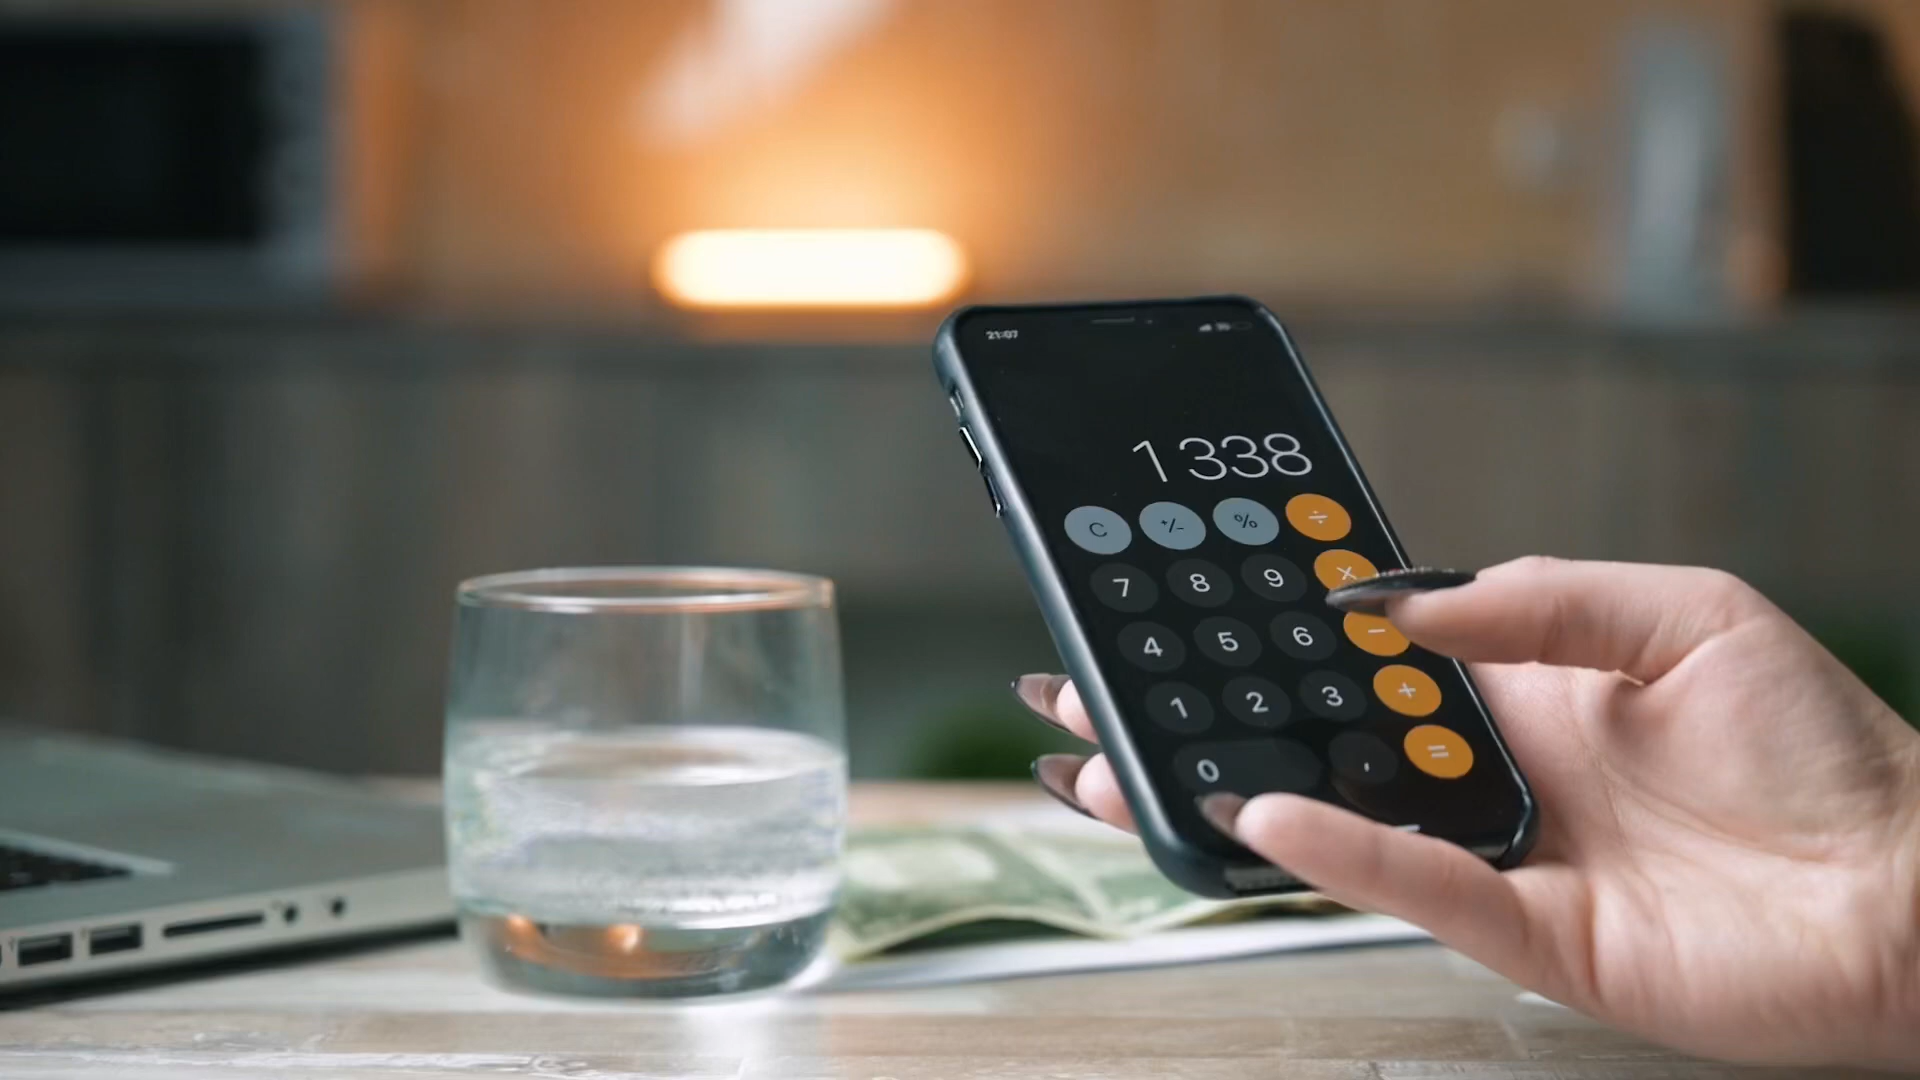 21:07
1 338
C +/- % ÷
7 8 9 ×
4 5 6 −
1 2 3 +
0 , =